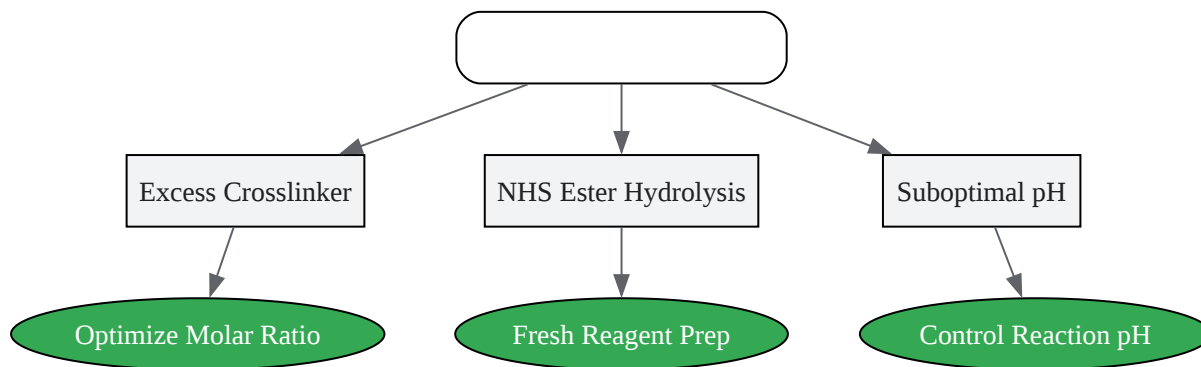 Excess Crosslinker
NHS Ester Hydrolysis
Suboptimal pH
Optimize Molar Ratio
Fresh Reagent Prep
Control Reaction pH